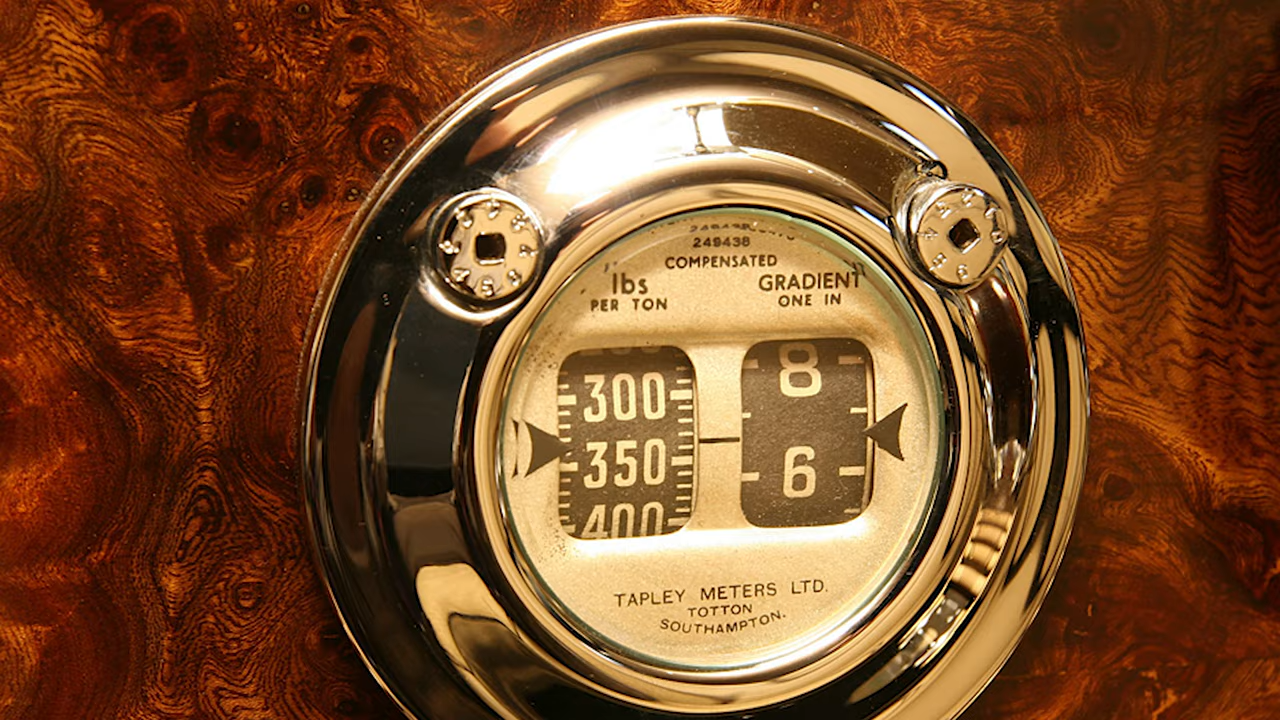 249438
COMPENSATED
lbs
PER TON
GRADIENT
ONE IN
300
350
400
8
6
TAPLEY METERS LTD.
TOTTON
SOUTHAMPTON.